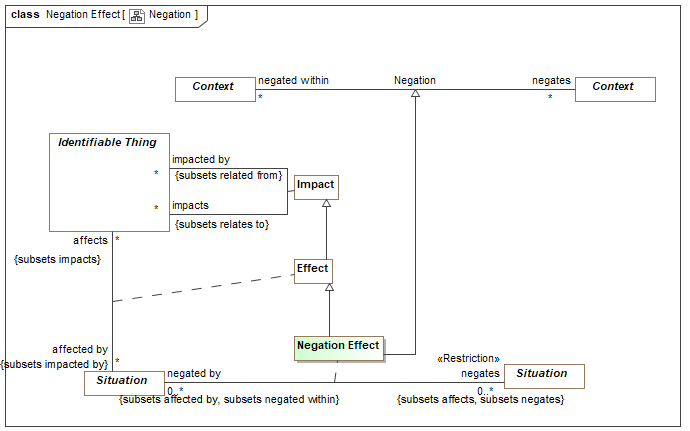 class Negation Effect [ Negation ]
Context
negated within
*
Negation
negates
*
Context
Identifiable Thing
*
impacted by
{subsets related from}
Impact
*
impacts
{subsets relates to}
affects
*
{subsets impacts}
Effect
Negation Effect
affected by
*
{subsets impacted by}
Situation
negated by
0..*
{subsets affected by, subsets negated within}
«Restriction»
negates
0..*
{subsets affects, subsets negates}
Situation